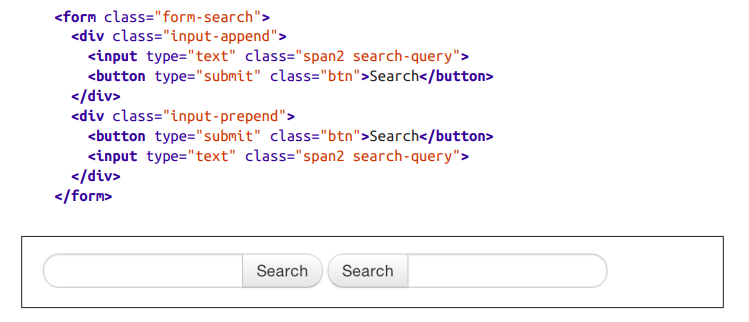 <form class="form-search">
  <div class="input-append">
    <input type="text" class="span2 search-query">
    <button type="submit" class="btn">Search</button>
  </div>
  <div class="input-prepend">
    <button type="submit" class="btn">Search</button>
    <input type="text" class="span2 search-query">
  </div>
</form>
Search Search